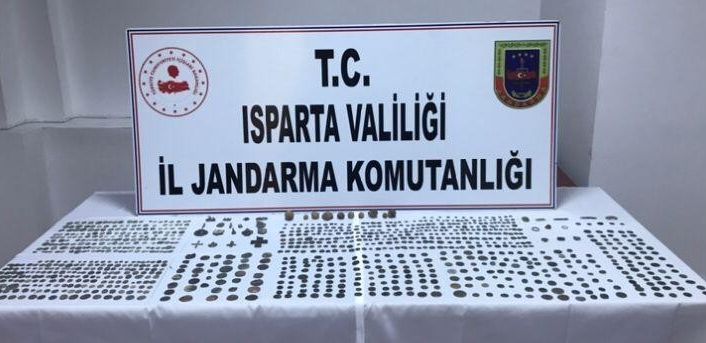 T.C.
ISPARTA VALİLİĞİ
İL JANDARMA KOMUTANLIĞI